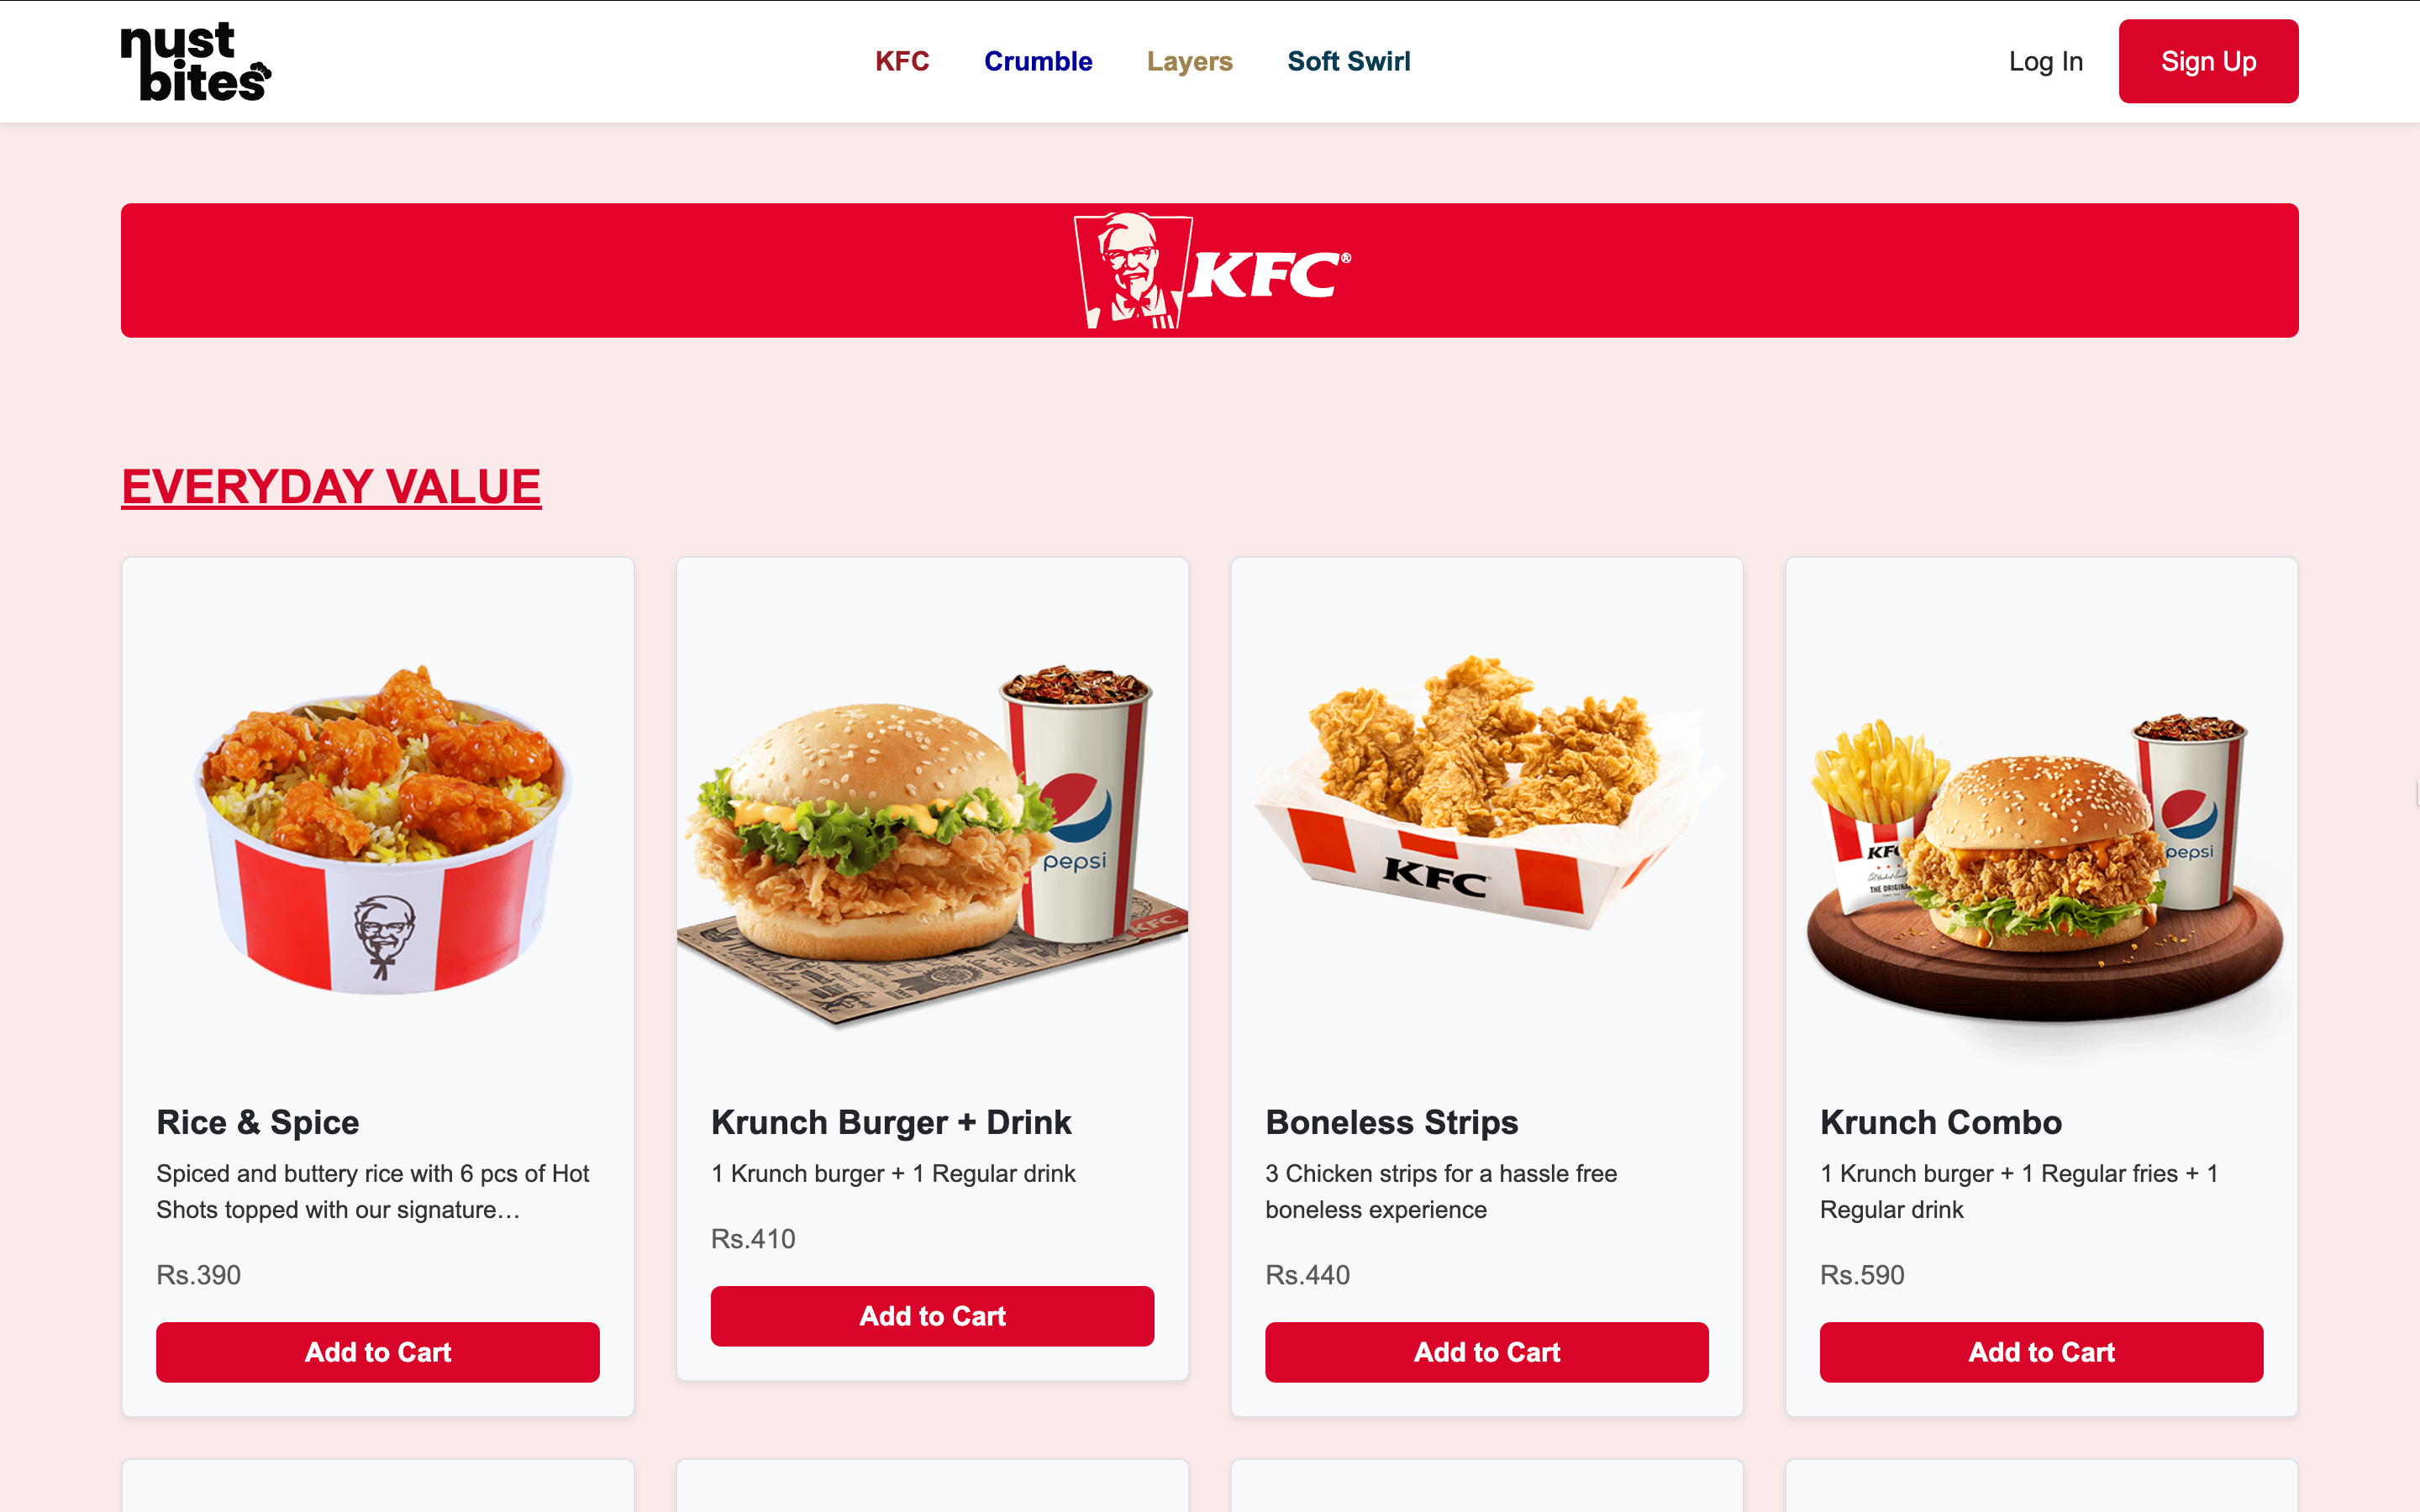 nust
bites
KFC Crumble Layers Soft Swirl
Log In Sign Up
KFC®
EVERYDAY VALUE
pepsi
KFC
KFC
KFC
THE ORIGINAL
pepsi
Rice & Spice
Spiced and buttery rice with 6 pcs of Hot
Shots topped with our signature…
Rs.390
Add to Cart
Krunch Burger + Drink
1 Krunch burger + 1 Regular drink
Rs.410
Add to Cart
Boneless Strips
3 Chicken strips for a hassle free
boneless experience
Rs.440
Add to Cart
Krunch Combo
1 Krunch burger + 1 Regular fries + 1
Regular drink
Rs.590
Add to Cart